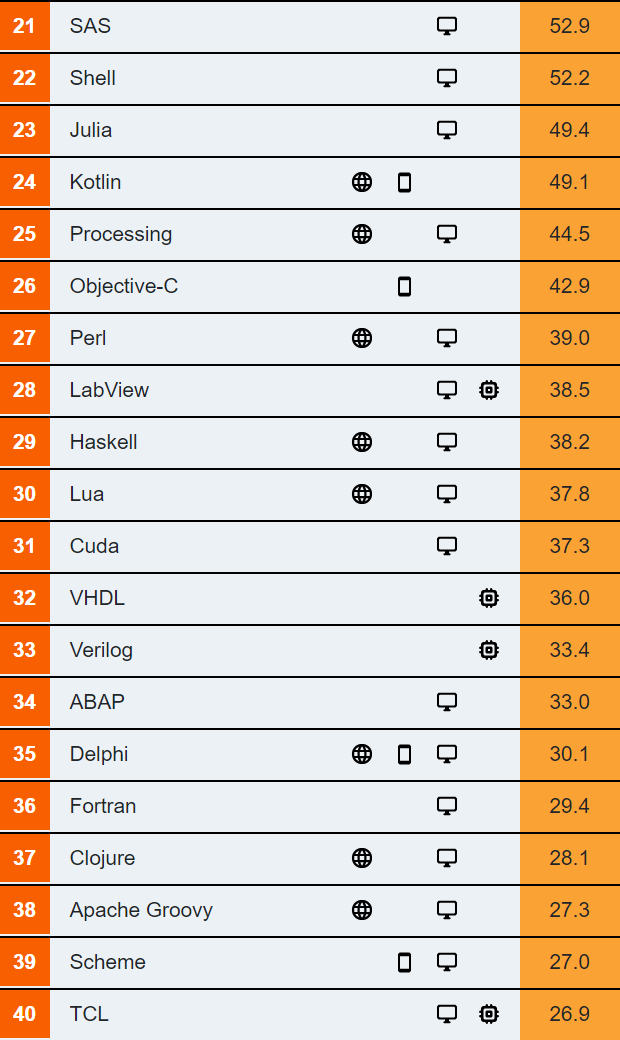 21 SAS 52.9
22 Shell 52.2
23 Julia 49.4
24 Kotlin 49.1
25 Processing 44.5
26 Objective-C 42.9
27 Perl 39.0
28 LabView 38.5
29 Haskell 38.2
30 Lua 37.8
31 Cuda 37.3
32 VHDL 36.0
33 Verilog 33.4
34 ABAP 33.0
35 Delphi 30.1
36 Fortran 29.4
37 Clojure 28.1
38 Apache Groovy 27.3
39 Scheme 27.0
40 TCL 26.9